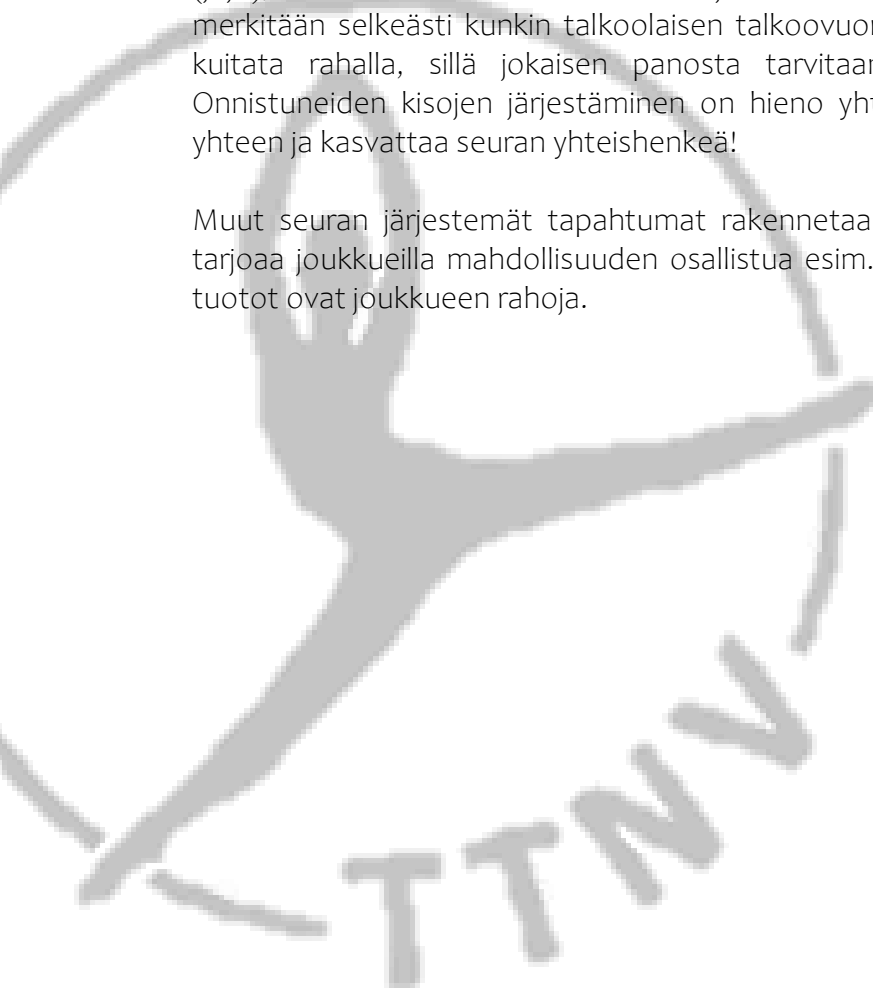 merkitään selkeästi kunkin talkoolaisen talkoovuor
kuitata rahalla, sillä jokaisen panosta tarvitaan
Onnistuneiden kisojen järjestäminen on hieno yht
yhteen ja kasvattaa seuran yhteishenkeä!
Muut seuran järjestemät tapahtumat rakennetaa
tarjoaa joukkueilla mahdollisuuden osallistua esim.
tuotot ovat joukkueen rahoja.
TTNV